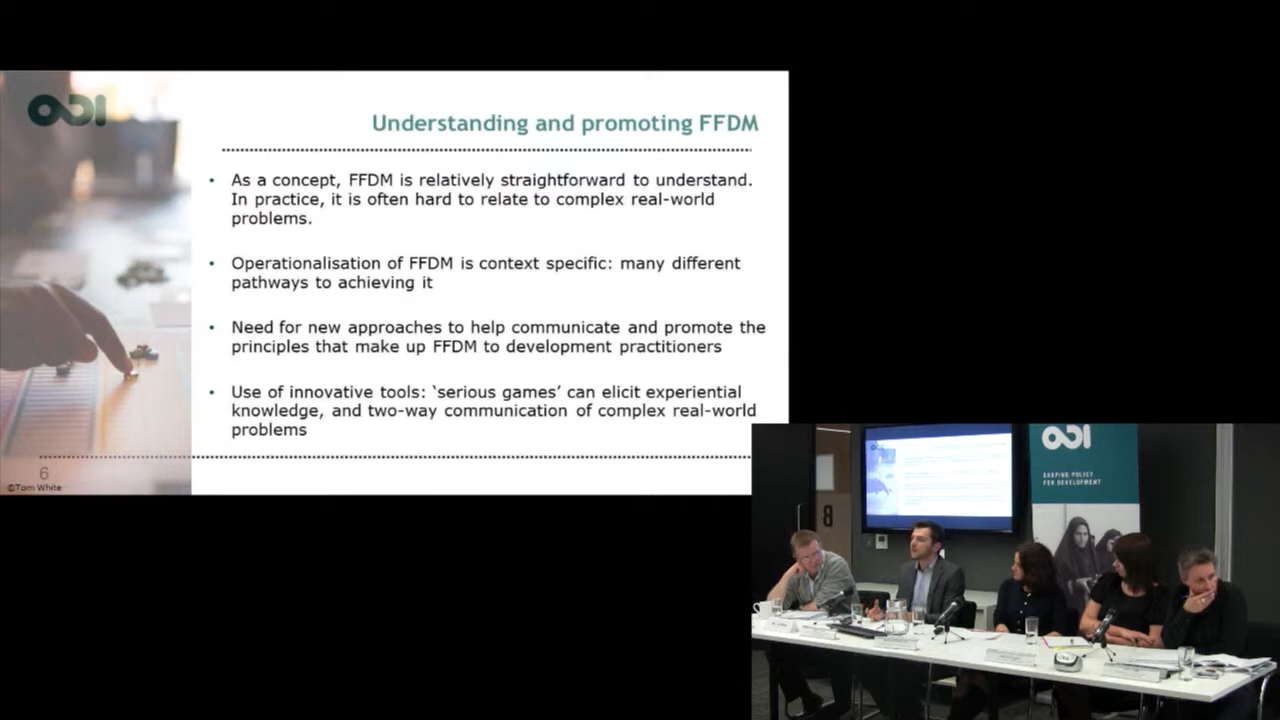 ODI
Understanding and promoting FFDM
• As a concept, FFDM is relatively straightforward to understand.
In practice, it is often hard to relate to complex real-world
problems.
• Operationalisation of FFDM is context specific: many different
pathways to achieving it
• Need for new approaches to help communicate and promote the
principles that make up FFDM to development practitioners
• Use of innovative tools: ‘serious games’ can elicit experiential
knowledge, and two-way communication of complex real-world
problems
6
©Tom White
ODI
SHAPING POLICY
FOR DEVELOPMENT
B